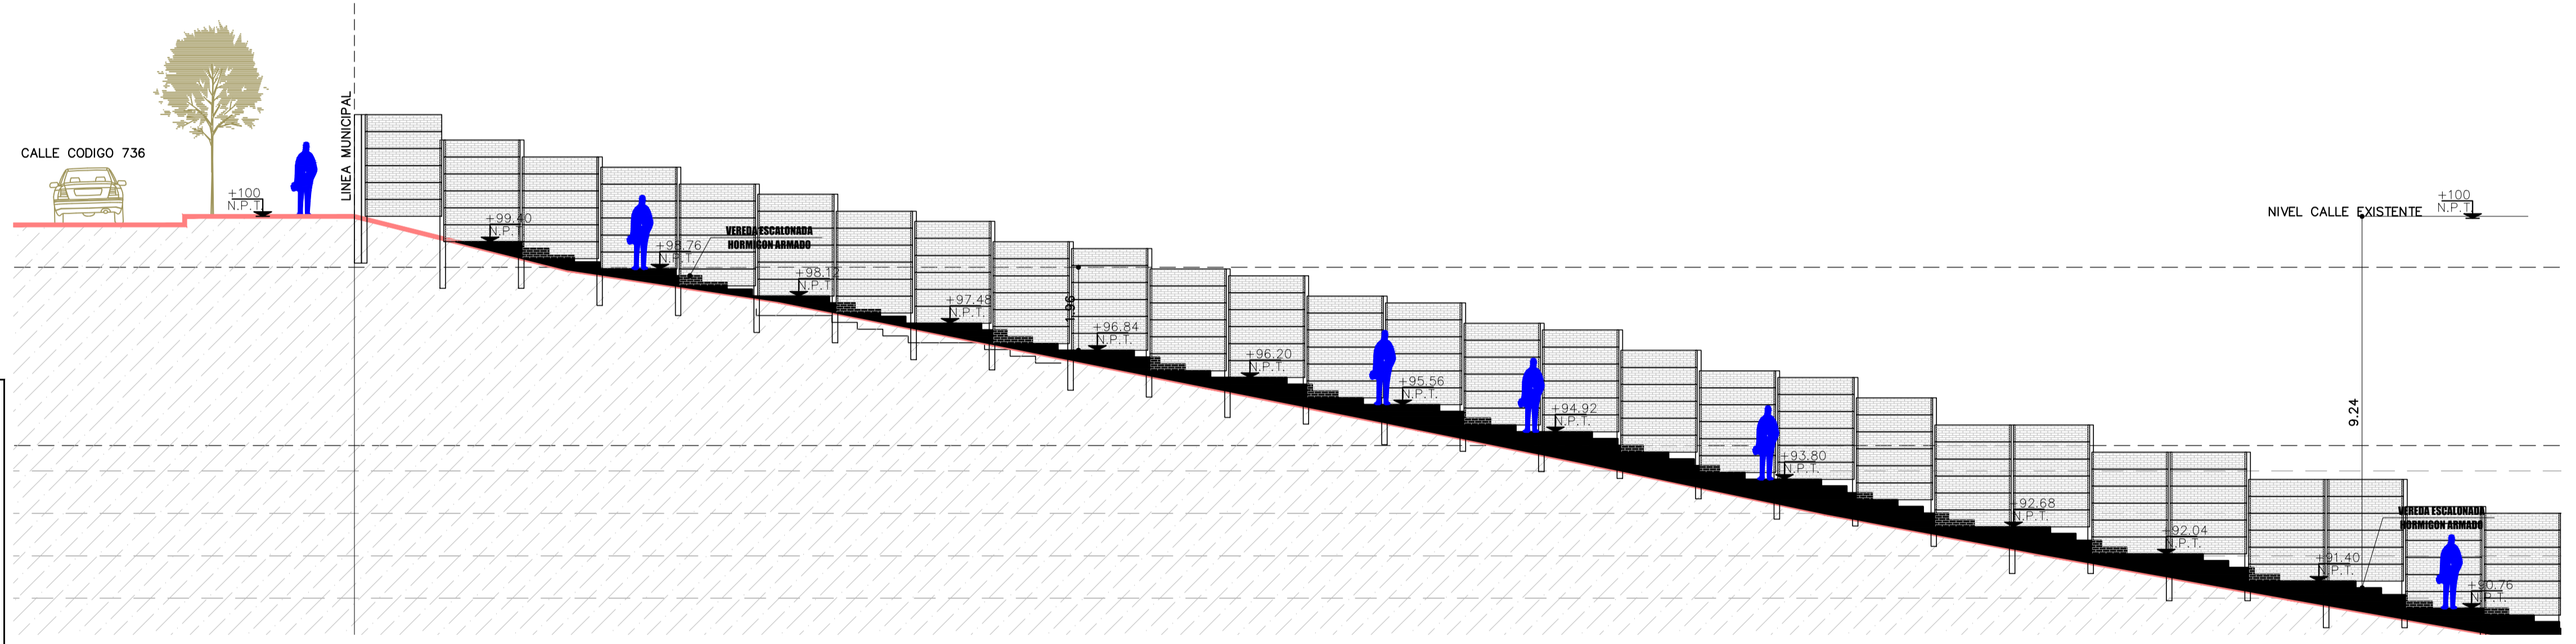 CALLE CODIGO 736
+100
N.P.T.
LINEA MUNICIPAL
+99.40
N.P.T.
+98.76
N.P.T.
VEREDA ESCALONADA
HORMIGON ARMADO
+98.12
N.P.T.
+97.48
N.P.T.
1.96
+96.84
N.P.T.
+96.20
N.P.T.
+95.56
N.P.T.
+94.92
N.P.T.
+93.80
N.P.T.
+92.68
N.P.T.
+92.04
N.P.T.
+91.40
N.P.T.
VEREDA ESCALONADA
HORMIGON ARMADO
+90.76
N.P.T.
9.24
NIVEL CALLE EXISTENTE
+100
N.P.T.